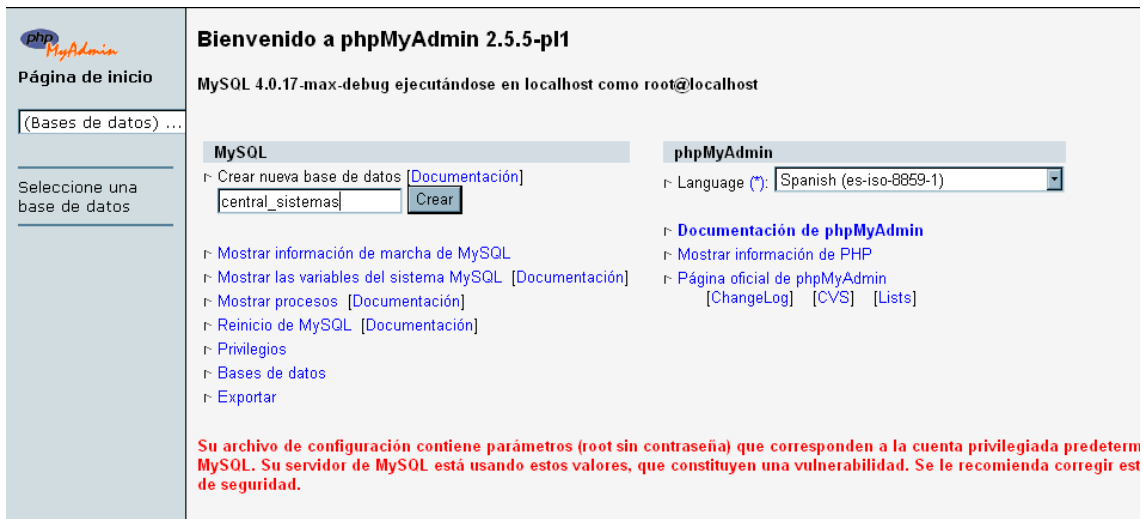 php
MyAdmin
Página de inicio
(Bases de datos) ...
Seleccione una
base de datos
Bienvenido a phpMyAdmin 2.5.5-pl1
MySQL 4.0.17-max-debug ejecutándose en localhost como root@localhost
MySQL
Crear nueva base de datos [Documentación]
central_sistemas Crear
Mostrar información de marcha de MySQL
Mostrar las variables del sistema MySQL [Documentación]
Mostrar procesos [Documentación]
Reinicio de MySQL [Documentación]
Privilegios
Bases de datos
Exportar
phpMyAdmin
Language (*): Spanish (es-iso-8859-1)
Documentación de phpMyAdmin
Mostrar información de PHP
Página oficial de phpMyAdmin
[ChangeLog] [CVS] [Lists]
Su archivo de configuración contiene parámetros (root sin contraseña) que corresponden a la cuenta privilegiada predeterm
MySQL. Su servidor de MySQL está usando estos valores, que constituyen una vulnerabilidad. Se le recomienda corregir est
de seguridad.